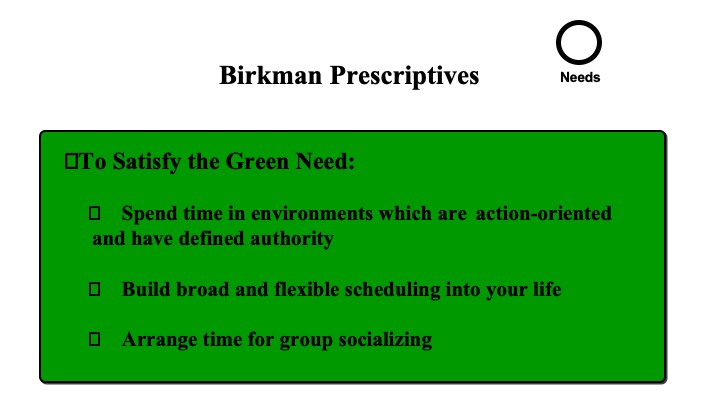 Birkman Prescriptives
Needs
To Satisfy the Green Need:
Spend time in environments which are action-oriented
and have defined authority
Build broad and flexible scheduling into your life
Arrange time for group socializing